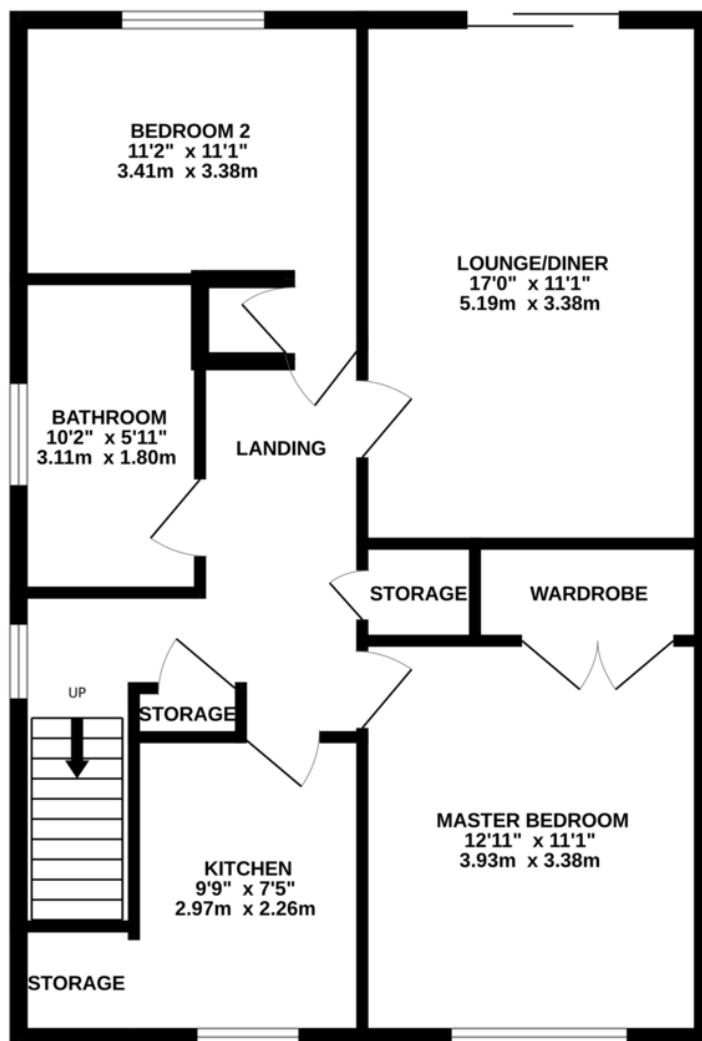 BEDROOM 2
11'2" x 11'1"
3.41m x 3.38m
LOUNGE/DINER
17'0" x 11'1"
5.19m x 3.38m
BATHROOM
10'2" x 5'11"
3.11m x 1.80m
LANDING
STORAGE
WARDROBE
UP
STORAGE
MASTER BEDROOM
12'11" x 11'1"
3.93m x 3.38m
KITCHEN
9'9" x 7'5"
2.97m x 2.26m
STORAGE